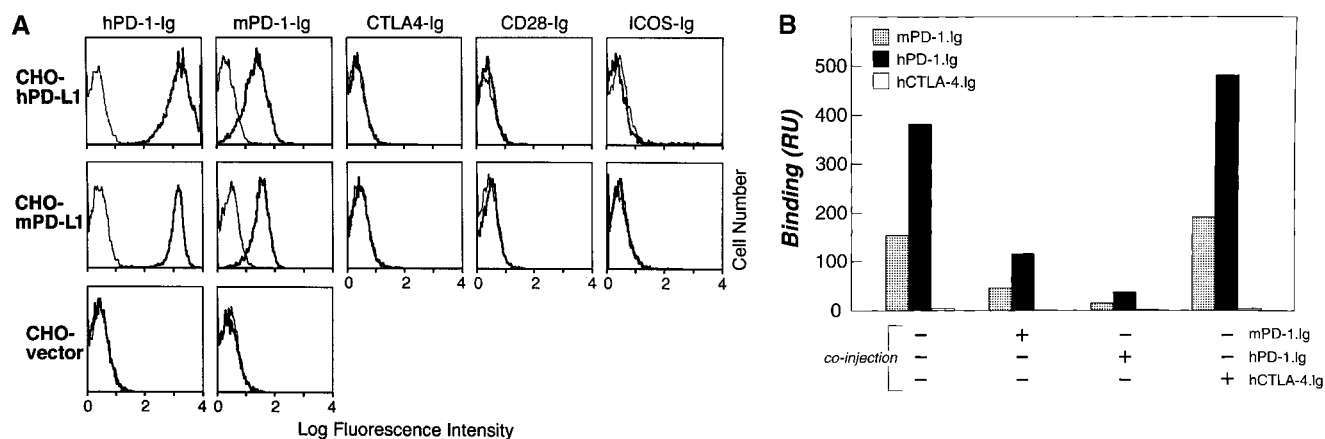 A
hPD-1-Ig
mPD-1-Ig
CTLA4-Ig
CD28-Ig
ICOS-Ig
CHO-
hPD-L1
CHO-
mPD-L1
0 2 4
0 2 4
0 2 4
Cell Number
CHO-
vector
0 2 4
0 2 4
Log Fluorescence Intensity
B
mPD-1.Ig
hPD-1.Ig
hCTLA-4.Ig
Binding (RU)
500
400
300
200
100
0
co-injection
– + – – mPD-1.Ig
– – + – hPD-1.Ig
– – – + hCTLA-4.Ig